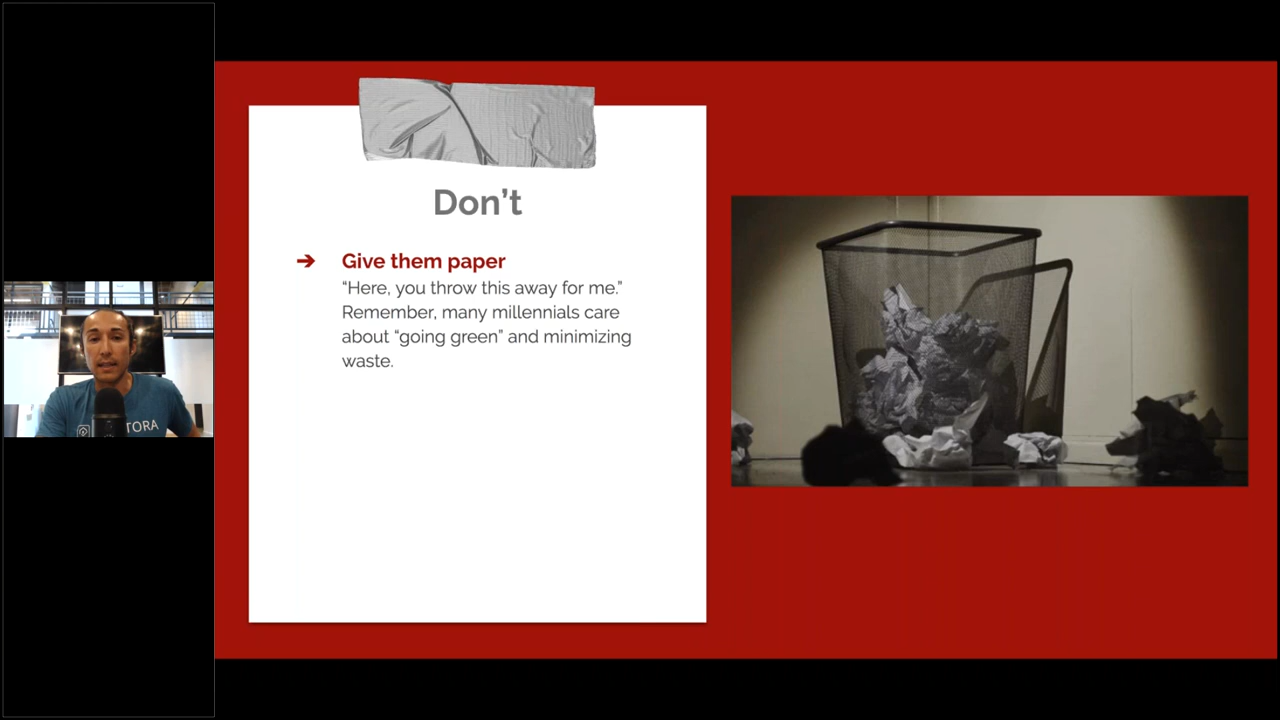 Don’t
➔ Give them paper
“Here, you throw this away for me.”
Remember, many millennials care
about “going green” and minimizing
waste.
TORA